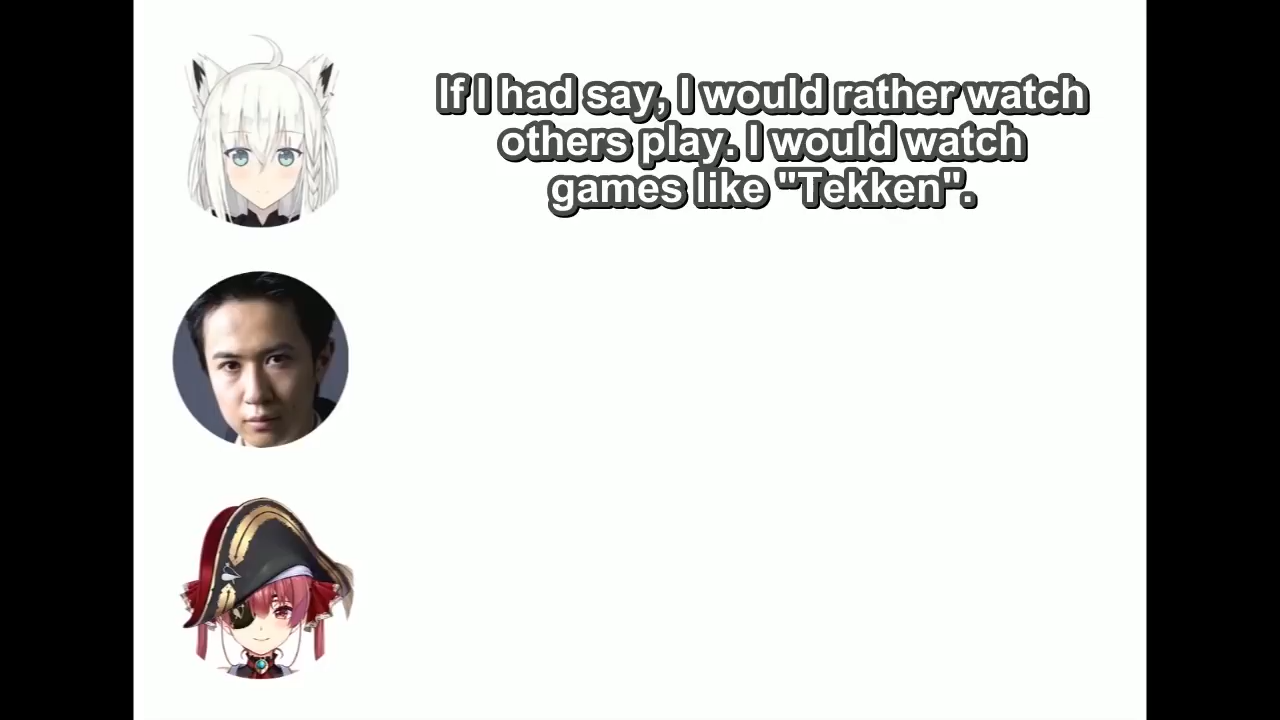 If I had say, I would rather watch
others play. I would watch
games like "Tekken".